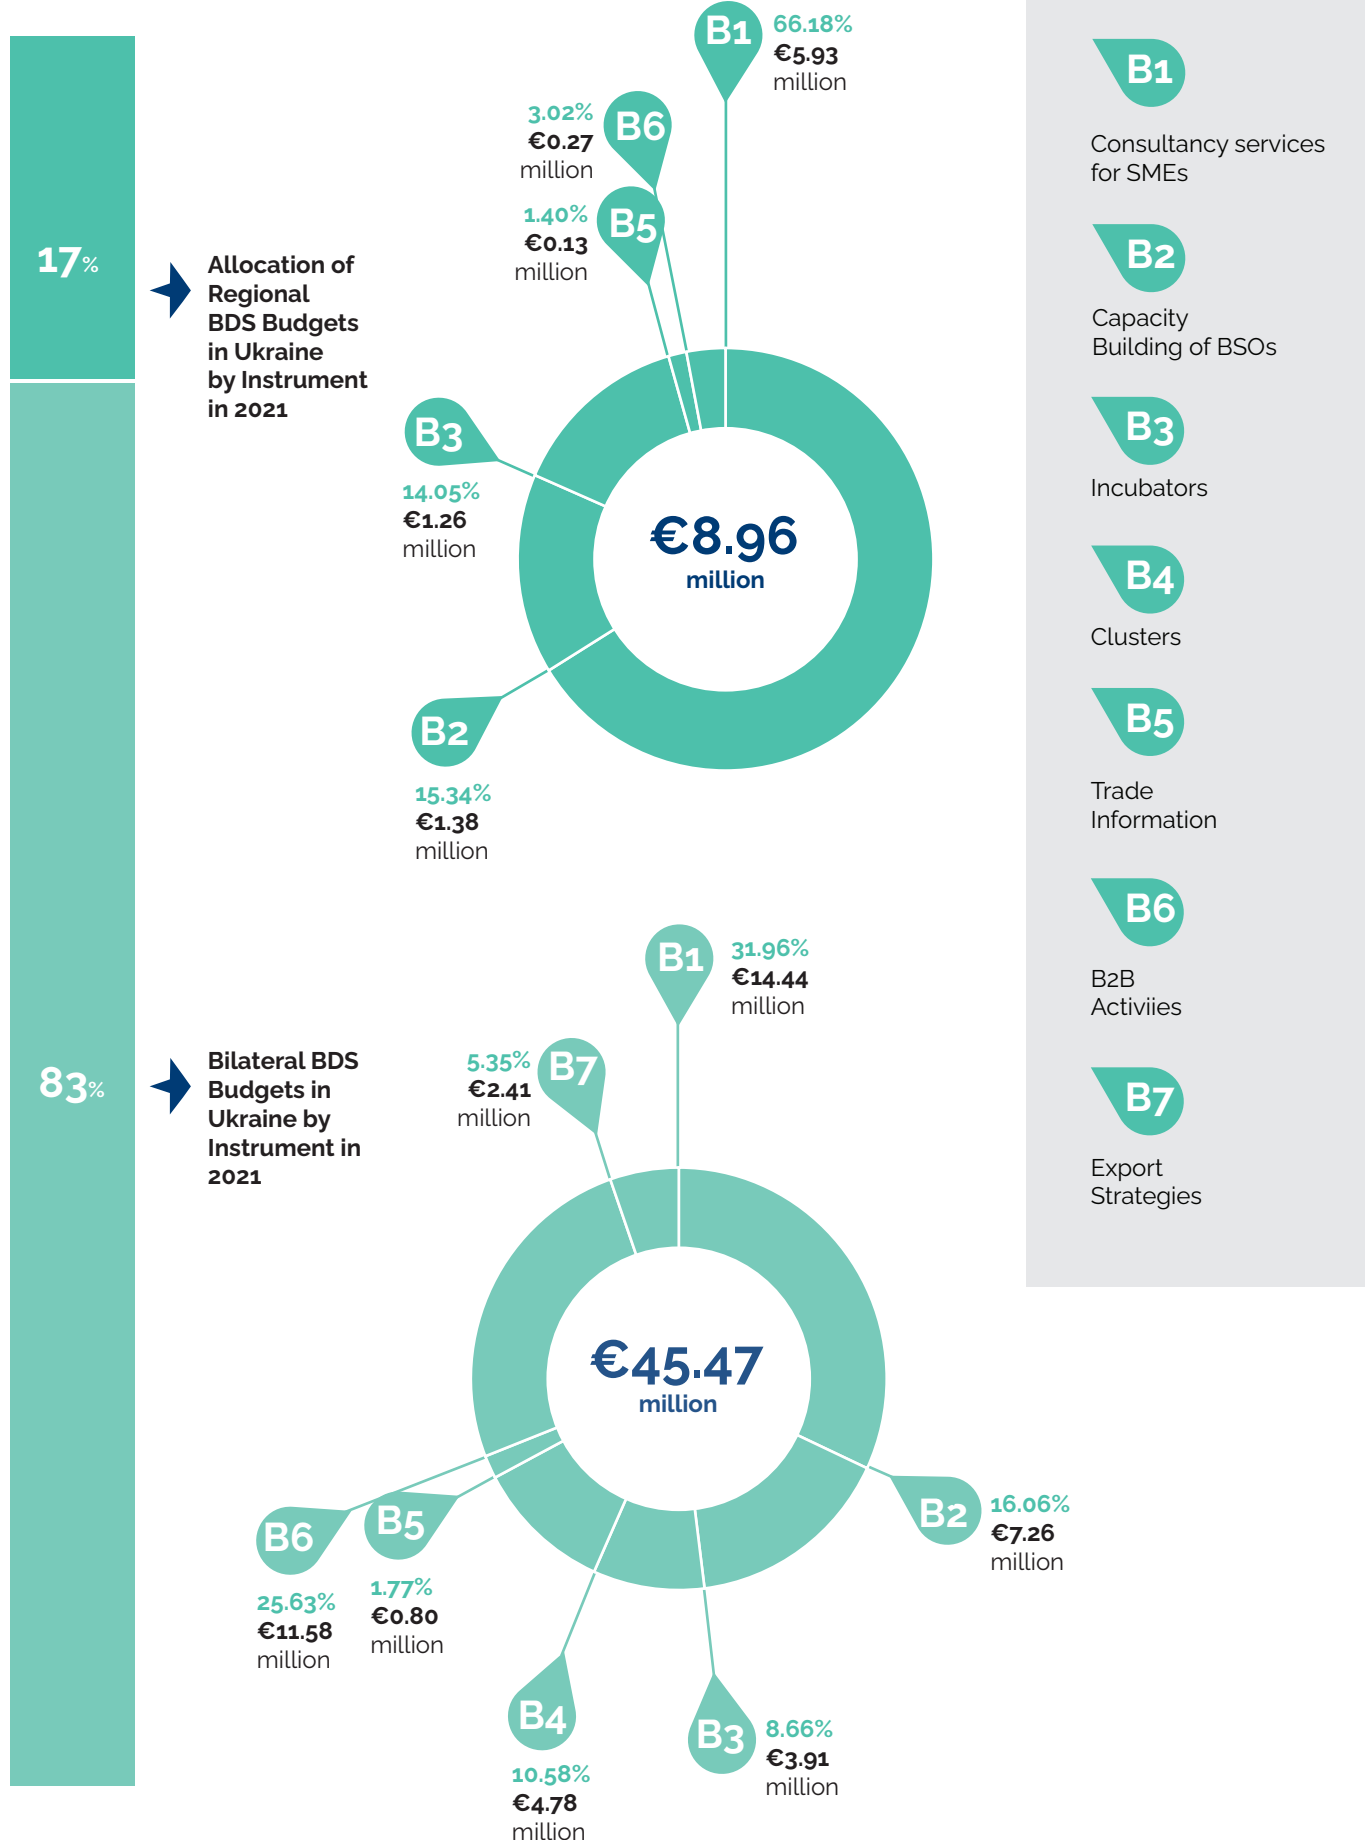 17%
Allocation of
Regional
BDS Budgets
in Ukraine
by Instrument
in 2021
B1
66.18%
€5.93
million
B6
3.02%
€0.27
million
B5
1.40%
€0.13
million
B3
14.05%
€1.26
million
B2
15.34%
€1.38
million
€8.96
million
83%
Bilateral BDS
Budgets in
Ukraine by
Instrument in
2021
B1
31.96%
€14.44
million
B7
5.35%
€2.41
million
€45.47
million
B2
16.06%
€7.26
million
B6
25.63%
€11.58
million
B5
1.77%
€0.80
million
B4
10.58%
€4.78
million
B3
8.66%
€3.91
million
B1
Consultancy services
for SMEs
B2
Capacity
Building of BSOs
B3
Incubators
B4
Clusters
B5
Trade
Information
B6
B2B
Activiies
B7
Export
Strategies